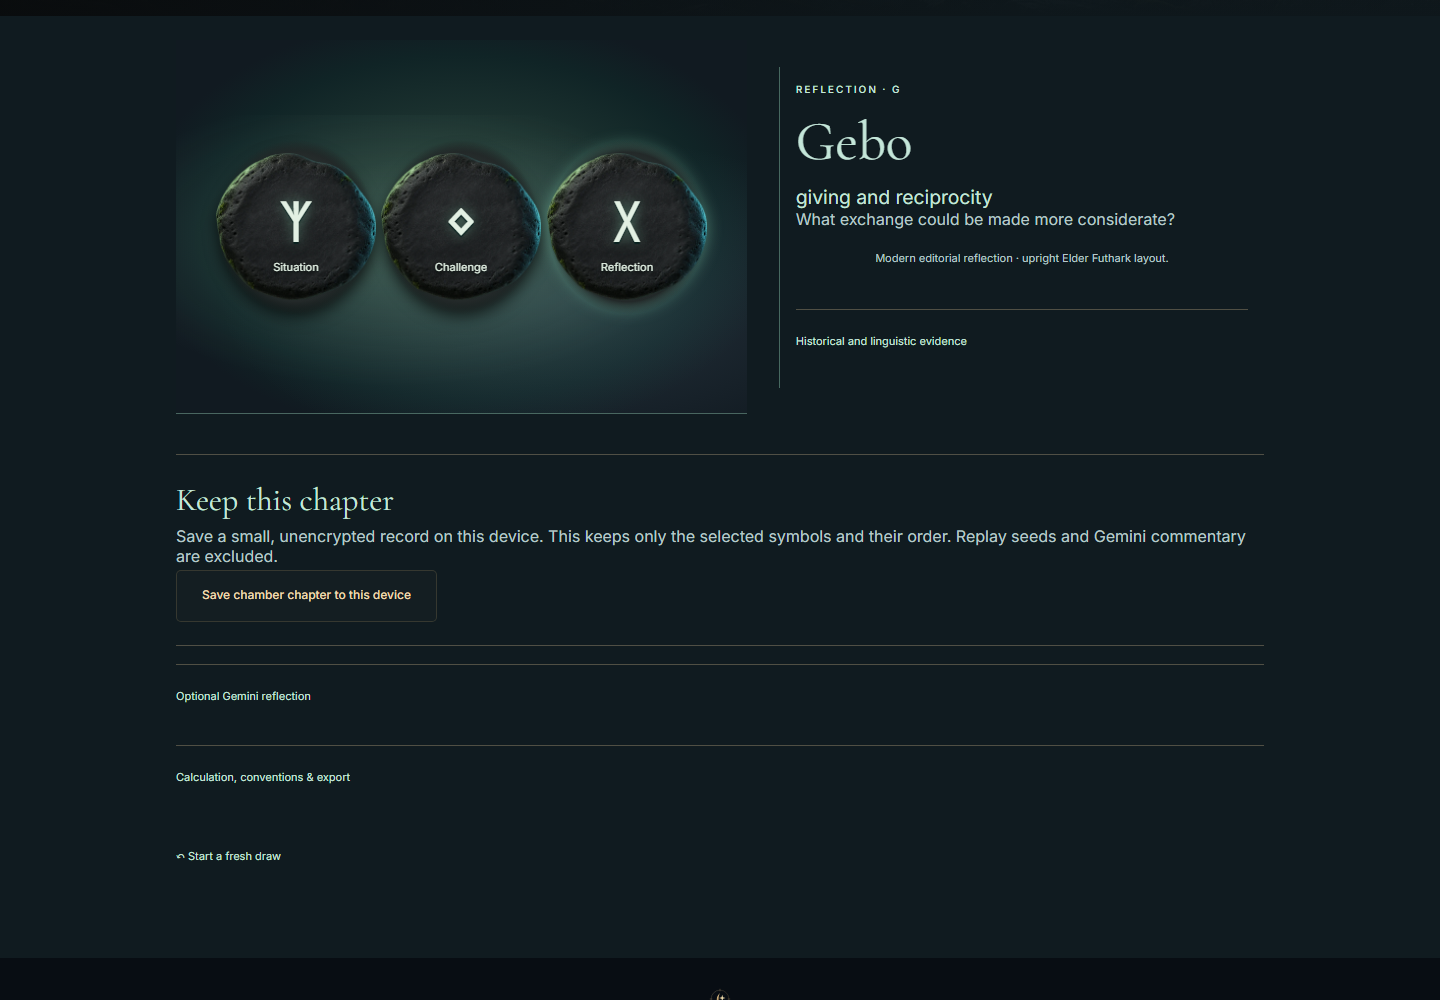 ᛉ ᛜ ᚷ
Situation Challenge Reflection
REFLECTION · G
Gebo
giving and reciprocity
What exchange could be made more considerate?
Modern editorial reflection · upright Elder Futhark layout.
Historical and linguistic evidence
Keep this chapter
Save a small, unencrypted record on this device. This keeps only the selected symbols and their order. Replay seeds and Gemini commentary
are excluded.
Save chamber chapter to this device
Optional Gemini reflection
Calculation, conventions & export
↶ Start a fresh draw